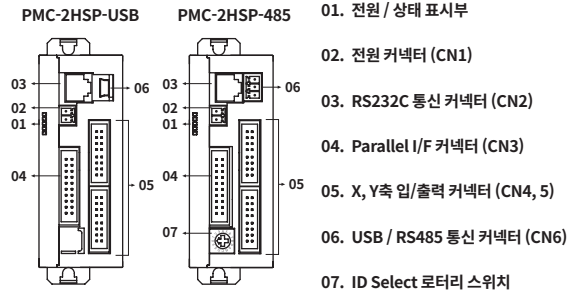 PMC-2HSP-USB
PMC-2HSP-485
03
02
01
04
06
05
03
02
01
04
07
06
05
01. 전원 / 상태 표시부
02. 전원 커넥터 (CN1)
03. RS232C 통신 커넥터 (CN2)
04. Parallel I/F 커넥터 (CN3)
05. X, Y축 입/출력 커넥터 (CN4, 5)
06. USB / RS485 통신 커넥터 (CN6)
07. ID Select 로터리 스위치